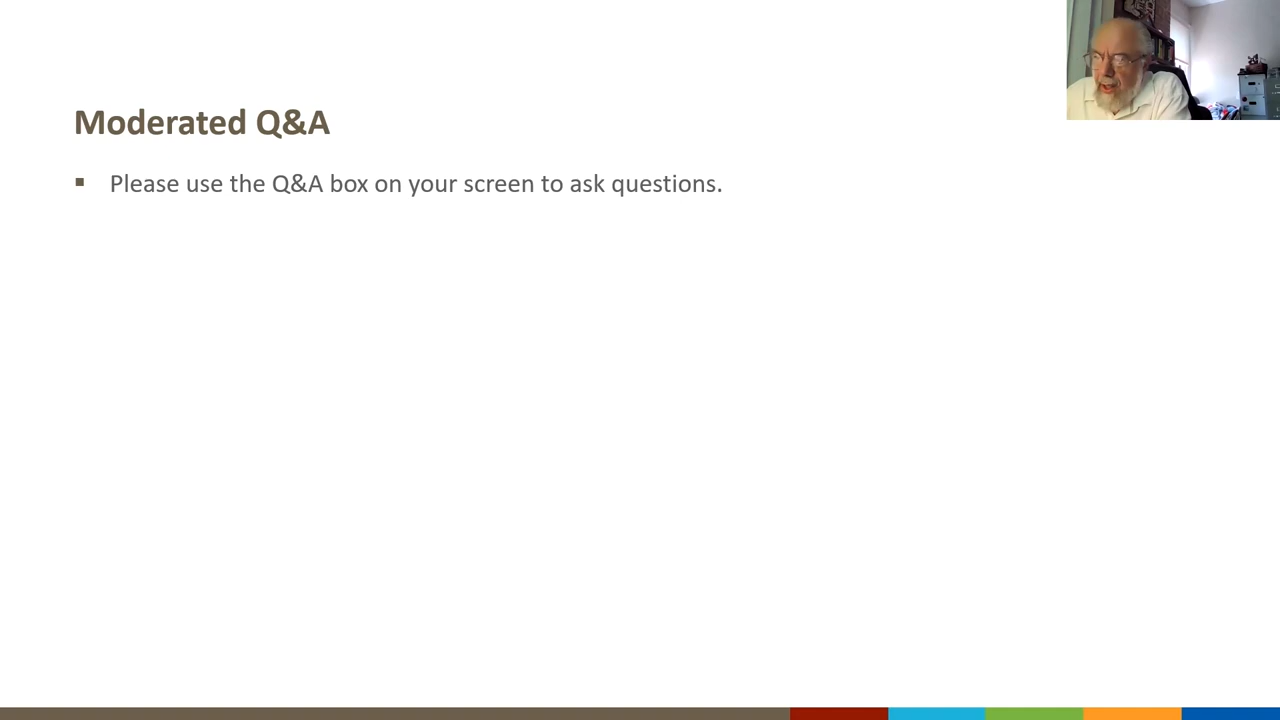 Moderated Q&A
▪ Please use the Q&A box on your screen to ask questions.